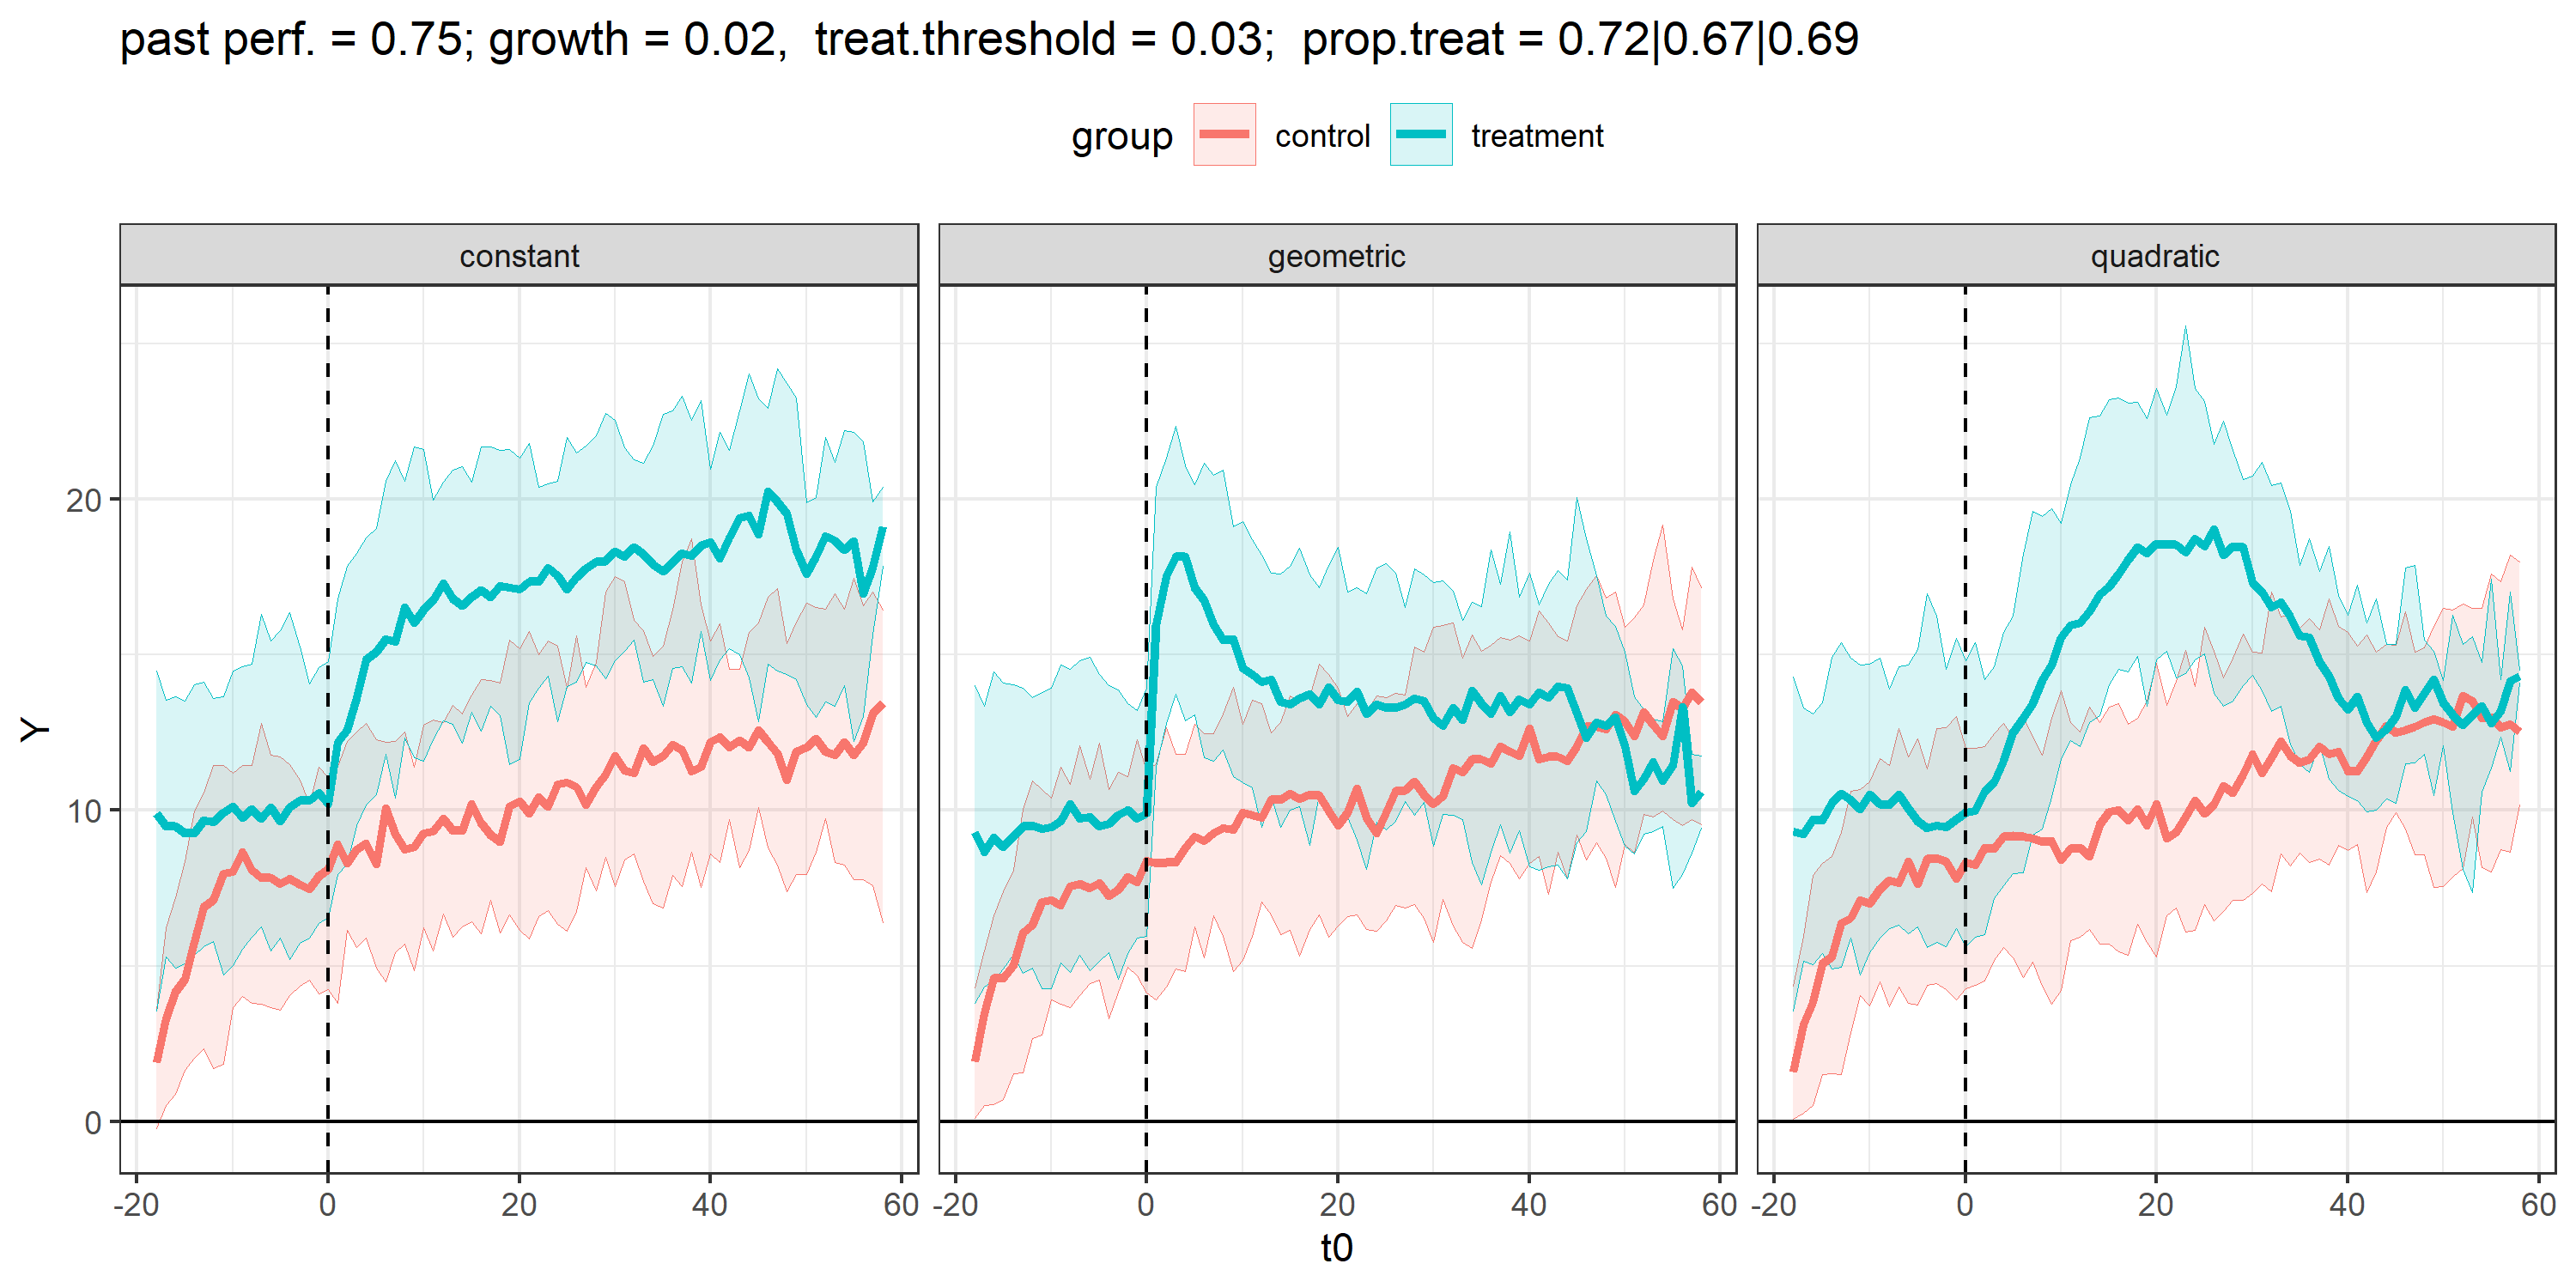 past perf. = 0.75; growth = 0.02,  treat.threshold = 0.03;  prop.treat = 0.72|0.67|0.69
group control treatment
constant geometric quadratic
Y
20
10
0
-20 0 20 40 60 -20 0 20 40 60 -20 0 20 40 60
t0